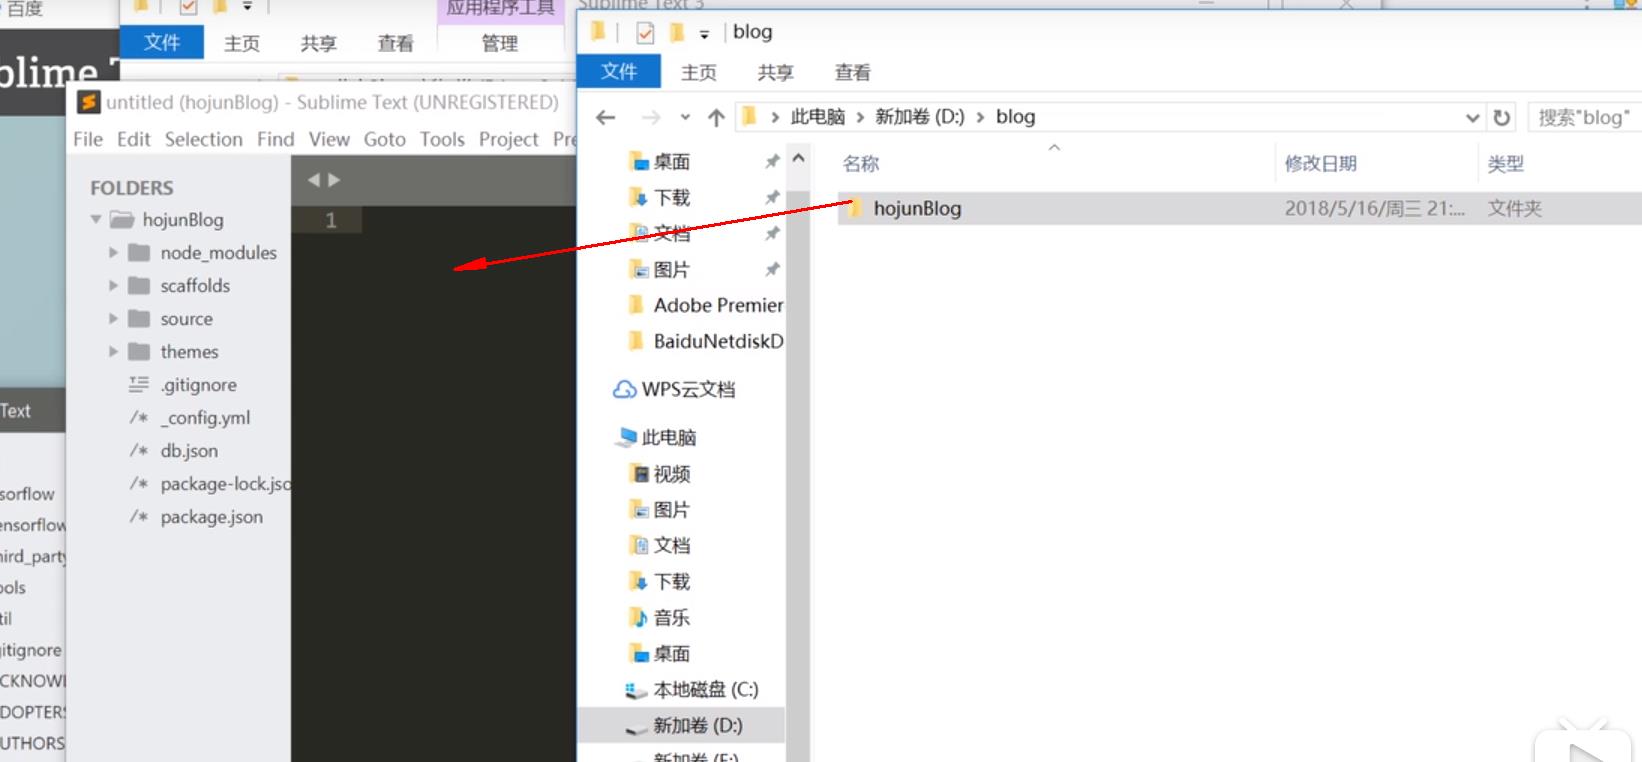 百度
应用程序工具
Sublime Text 3
文件 主页 共享 查看 管理
blime
untitled (hojunBlog) - Sublime Text (UNREGISTERED)
File Edit Selection Find View Goto Tools Project Pre
FOLDERS
hojunBlog
node_modules
scaffolds
source
themes
.gitignore
_config.yml
db.json
package-lock.jso
package.json
1
Text
sorflow
ensorflow
hird_party
ools
til
gitignore
CKNOWL
DOPTERS
UTHORS
blog
文件 主页 共享 查看
此电脑 新加卷 (D:) blog
搜索"blog"
桌面
下载
文档
图片
Adobe Premier
BaiduNetdiskD
WPS云文档
此电脑
视频
图片
文档
下载
音乐
桌面
本地磁盘 (C:)
新加卷 (D:)
名称 修改日期 类型
hojunBlog 2018/5/16/周三 21:... 文件夹